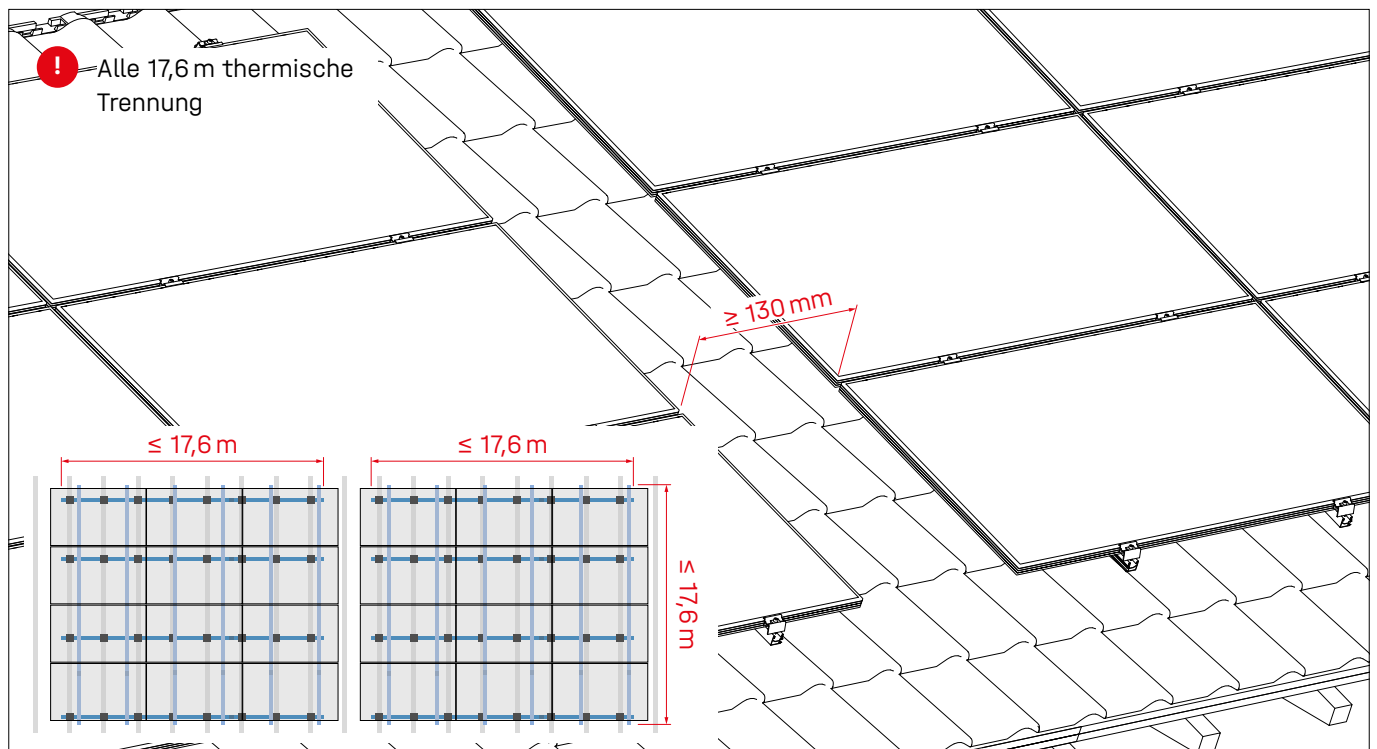 !
Alle 17,6 m thermische
Trennung
≥ 130 mm
≤ 17,6 m
≤ 17,6 m
≤ 17,6 m